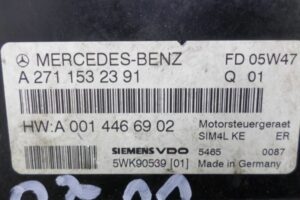 MERCEDES-BENZ FD 05W47
A 271 153 23 91 Q 01
HW:A 001 446 69 02 Motorsteuergeraet
SIM4L KE ER
SIEMENS VDO 5465 0087
5WK90539 [01] Made in Germany